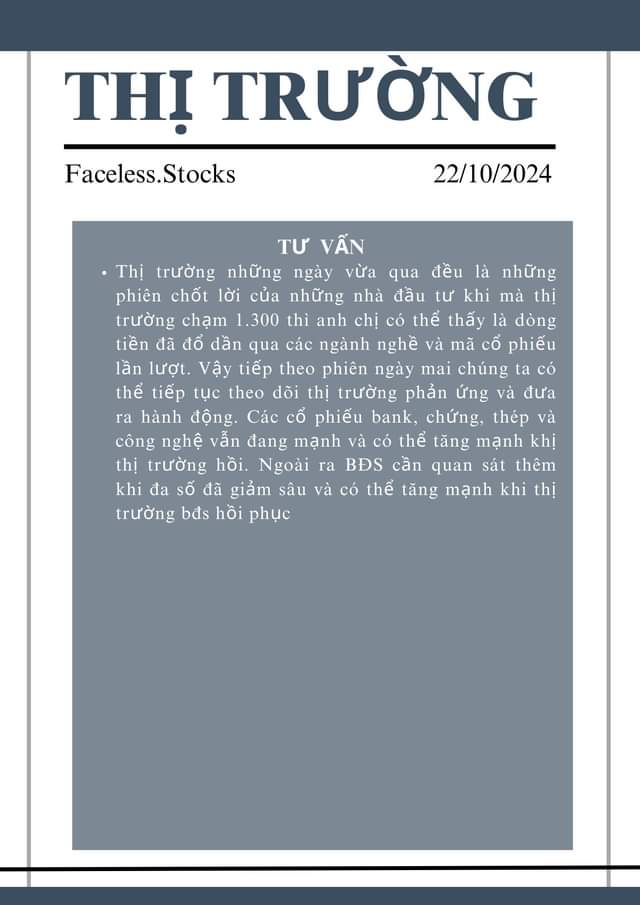 THỊ TRƯỜNG
Faceless.Stocks 22/10/2024
TƯ VẤN
• Thị trường những ngày vừa qua đều là những
phiên chốt lời của những nhà đầu tư khi mà thị
trường chạm 1.300 thì anh chị có thể thấy là dòng
tiền đã đổ dần qua các ngành nghề và mã cổ phiếu
lần lượt. Vậy tiếp theo phiên ngày mai chúng ta có
thể tiếp tục theo dõi thị trường phản ứng và đưa
ra hành động. Các cổ phiếu bank, chứng, thép và
công nghệ vẫn đang mạnh và có thể tăng mạnh khị
thị trường hồi. Ngoài ra BĐS cần quan sát thêm
khi đa số đã giảm sâu và có thể tăng mạnh khi thị
trường bđs hồi phục